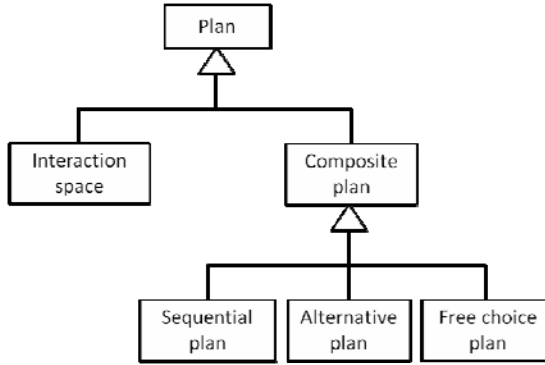 Plan
Interaction
space
Composite
plan
Sequential
plan
Alternative
plan
Free choice
plan